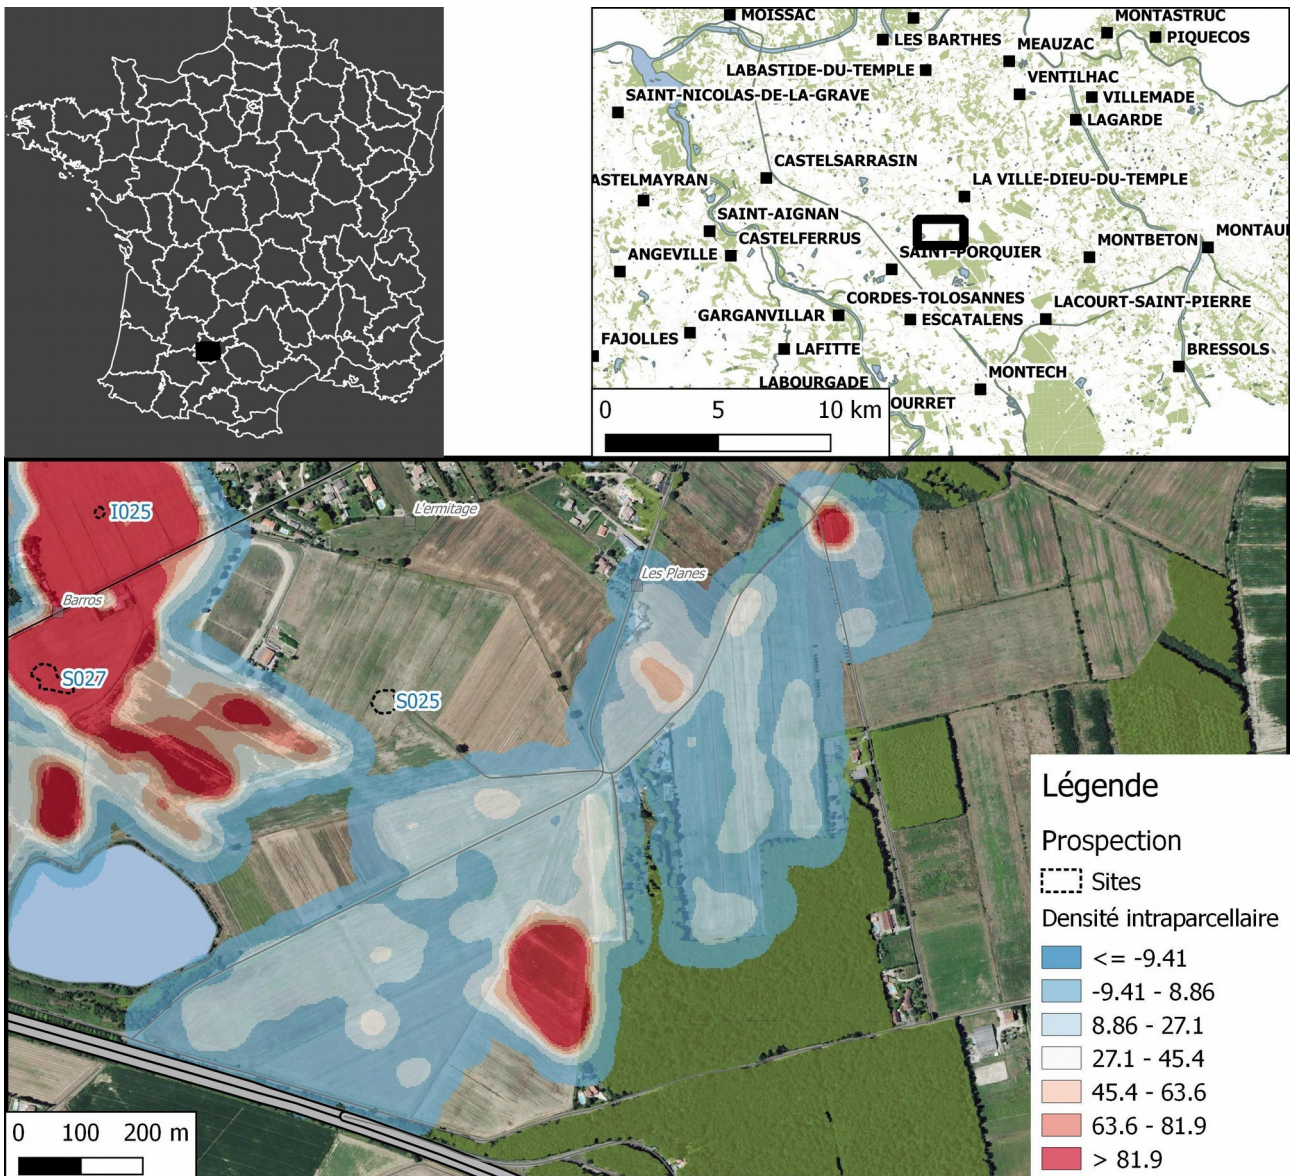 MOISSAC
MONTASTRUC
LES BARTHES
PIQUECOS
MEAUZAC
LABASTIDE-DU-TEMPLE
VENTILHAC
SAINT-NICOLAS-DE-LA-GRAVE
VILLEMADE
LAGARDE
CASTELSARRASIN
ASTELMAYRAN
LA VILLE-DIEU-DU-TEMPLE
SAINT-AIGNAN
CASTELFERRUS
MONTAU
ANGEVILLE
SAINT-PORQUIER
MONTBETON
CORDES-TOLOSANNES
LACOURT-SAINT-PIERRE
GARGANVILLAR
ESCATALENS
FAJOLLES
LAFITTE
BRESSOLS
MONTECH
LABOURGADE
OURRET
0 5 10 km
I025
L'ermitage
Les Planes
Barros
S027
S025
Légende
Prospection
Sites
Densité intraparcellaire
<= -9.41
-9.41 - 8.86
8.86 - 27.1
27.1 - 45.4
45.4 - 63.6
63.6 - 81.9
> 81.9
0 100 200 m